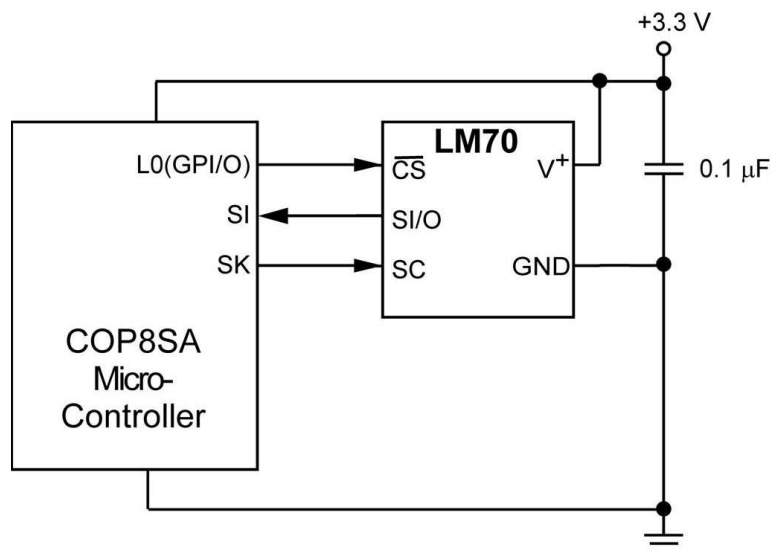 +3.3 V
LM70
L0(GPI/O)
CS
V+
SI
SI/O
SK
SC
GND
0.1 μF
COP8SA
Micro-
Controller